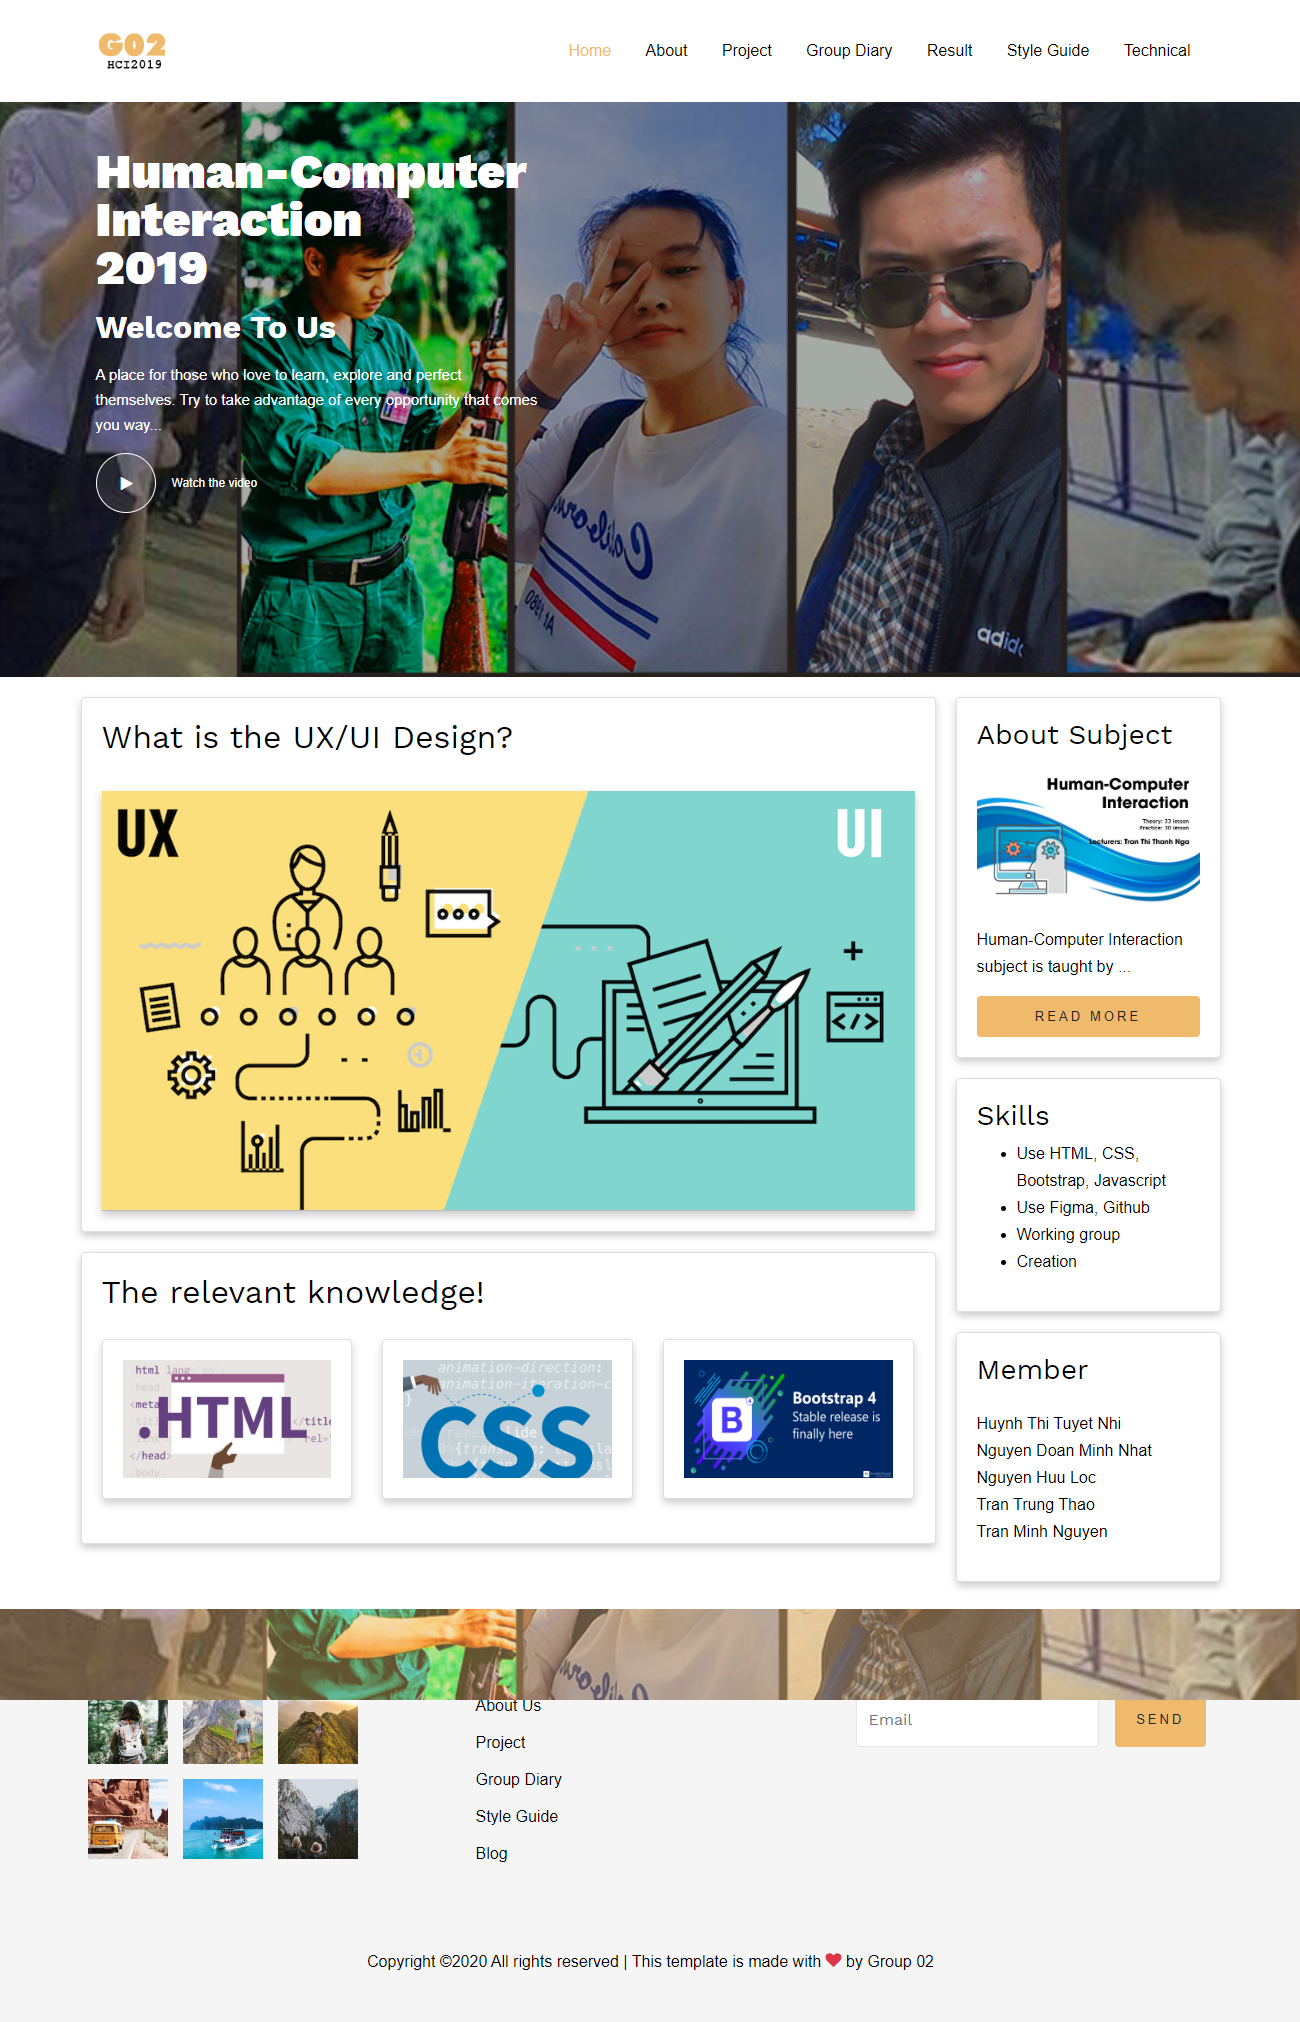 G02
HCI2019
Home
About
Project
Group Diary
Result
Style Guide
Technical
Human-Computer
Interaction
2019
Welcome To Us
A place for those who love to learn, explore and perfect
themselves. Try to take advantage of every opportunity that comes
you way...
Watch the video
adidas
What is the UX/UI Design?
UX
UI
The relevant knowledge!
html lang
<head>
</head>
<body>
.HTML
animation-direction:
animation-iteration-c
CSS
B
Bootstrap 4
Stable release is
finally here
About Subject
Human-Computer
Interaction
Theory: 33 lesson
Practice: 30 lesson
Lecturers: Tran Thi Thanh Nga
Human-Computer Interaction
subject is taught by ...
READ MORE
Skills
Use HTML, CSS,
Bootstrap, Javascript
Use Figma, Github
Working group
Creation
Member
Huynh Thi Tuyet Nhi
Nguyen Doan Minh Nhat
Nguyen Huu Loc
Tran Trung Thao
Tran Minh Nguyen
About Us
Project
Group Diary
Style Guide
Blog
Email
SEND
Copyright ©2020 All rights reserved | This template is made with ❤ by Group 02